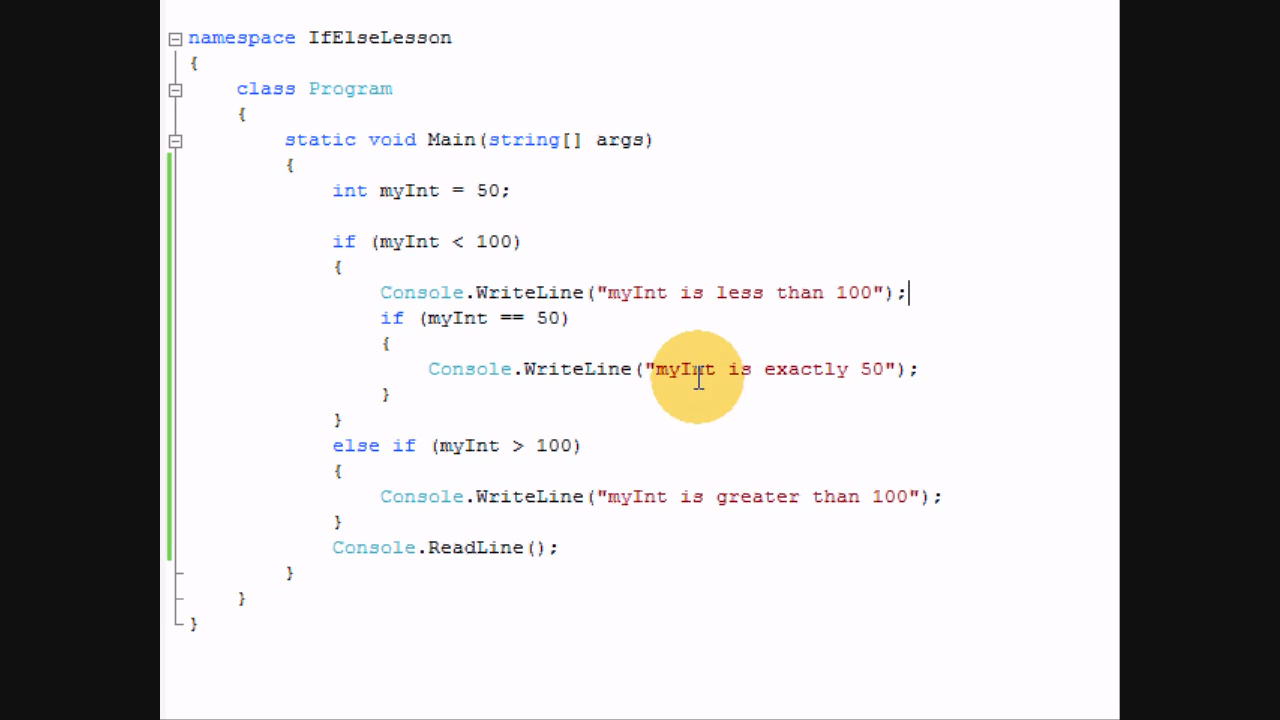 namespace IfElseLesson
{
class Program
{
static void Main(string[] args)
{
int myInt = 50;
if (myInt < 100)
{
Console.WriteLine("myInt is less than 100");
if (myInt == 50)
{
Console.WriteLine("myInt is exactly 50");
}
}
else if (myInt > 100)
{
Console.WriteLine("myInt is greater than 100");
}
Console.ReadLine();
}
}
}